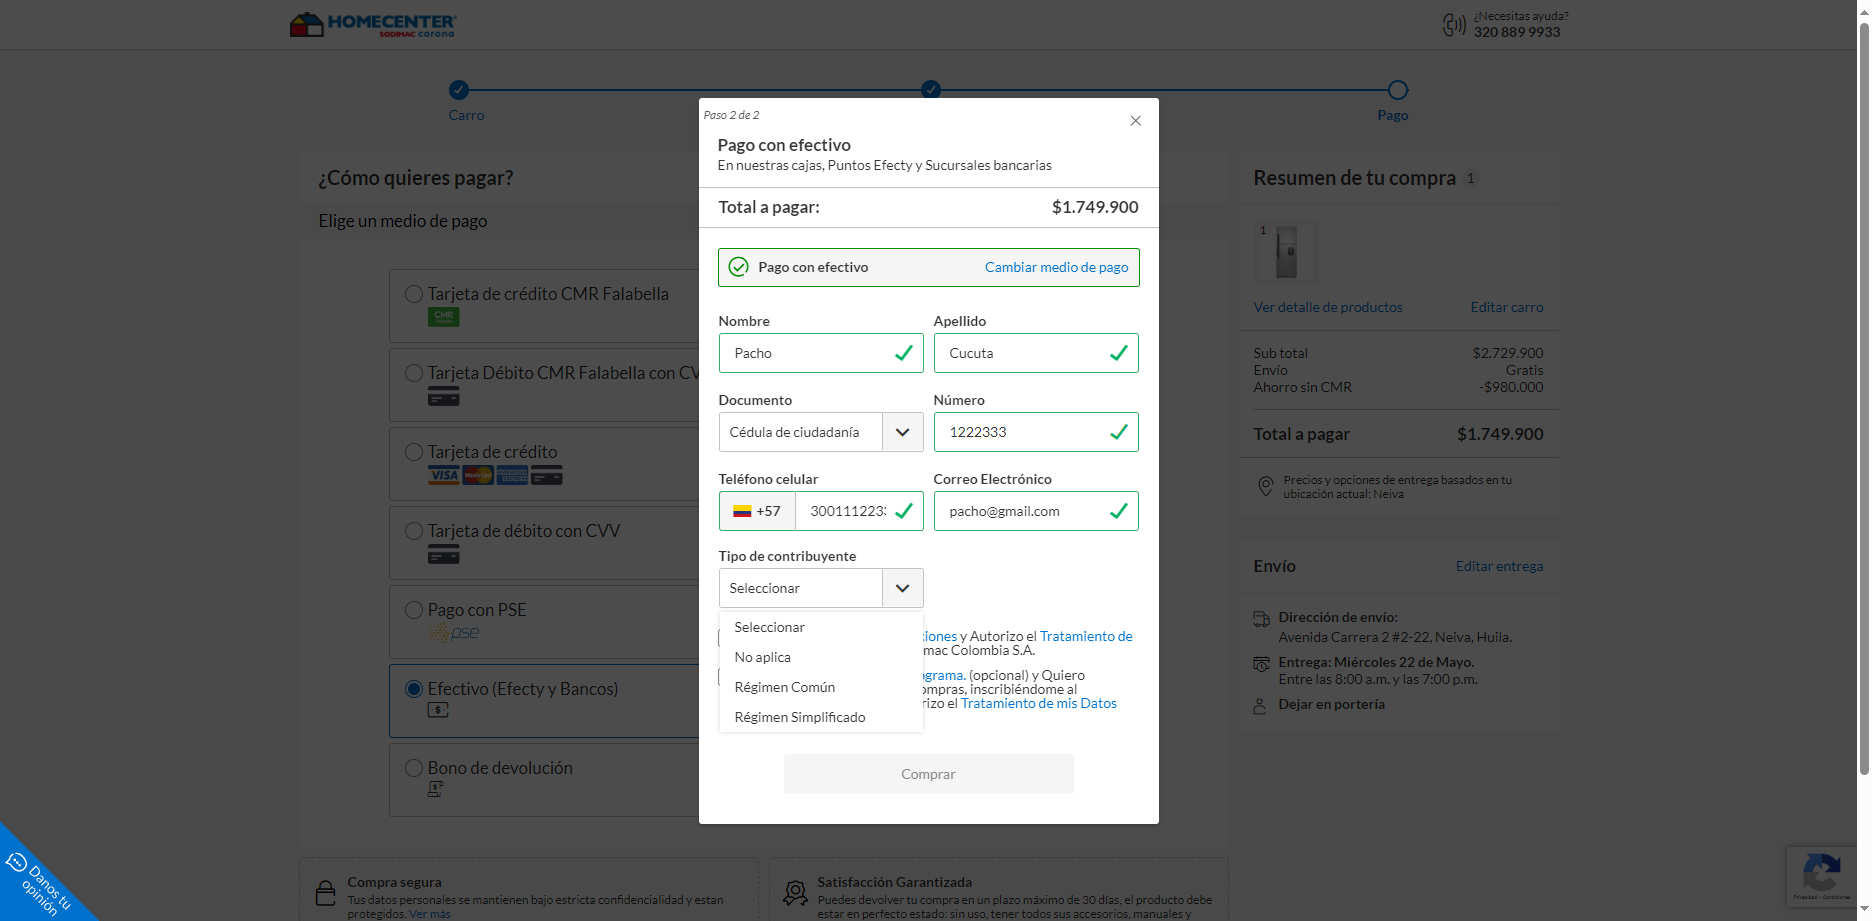 HOMECENTER
SODIMAC corona
¿Necesitas ayuda?
320 889 9933
Carro
Pago
¿Cómo quieres pagar?
Elige un medio de pago
Tarjeta de crédito CMR Falabella
CMR
Tarjeta Débito CMR Falabella con CV
Tarjeta de crédito
VISA MasterCard AMERICAN EXPRESS
Tarjeta de débito con CVV
Pago con PSE
pse
Efectivo (Efecty y Bancos)
Bono de devolución
Paso 2 de 2
Pago con efectivo
En nuestras cajas, Puntos Efecty y Sucursales bancarias
Total a pagar: $1.749.900
Pago con efectivo Cambiar medio de pago
Nombre Apellido
Pacho Cucuta
Documento Número
Cédula de ciudadanía 1222333
Teléfono celular Correo Electrónico
+57 3001112233 pacho@gmail.com
Tipo de contribuyente
Seleccionar
Seleccionar
No aplica
Régimen Común
Régimen Simplificado
ciones y Autorizo el Tratamiento de
mac Colombia S.A.
ograma. (opcional) y Quiero
ompras, inscribiéndome al
rizo el Tratamiento de mis Datos
Comprar
Resumen de tu compra 1
1
Ver detalle de productos Editar carro
Sub total $2.729.900
Envío Gratis
Ahorro sin CMR -$980.000
Total a pagar $1.749.900
Precios y opciones de entrega basados en tu
ubicación actual: Neiva
Envío Editar entrega
Dirección de envío:
Avenida Carrera 2 #2-22, Neiva, Huila.
Entrega: Miércoles 22 de Mayo.
Entre las 8:00 a.m. y las 7:00 p.m.
Dejar en portería
Compra segura
Tus datos personales se mantienen bajo estricta confidencialidad y estan
protegidos. Ver más
Satisfacción Garantizada
Puedes devolver tu compra en un plazo máximo de 30 días, el producto debe
estar en perfecto estado: sin uso, tener todos sus accesorios, manuales y
Danos tu
opinión
Privacidad - Condiciones